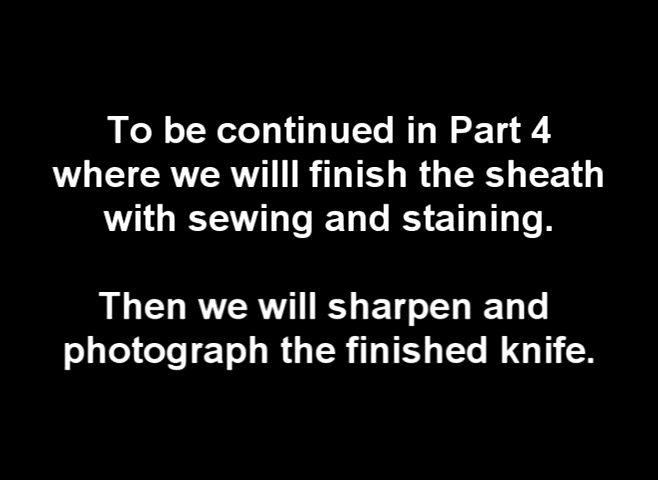 To be continued in Part 4
where we willl finish the sheath
with sewing and staining.
Then we will sharpen and
photograph the finished knife.